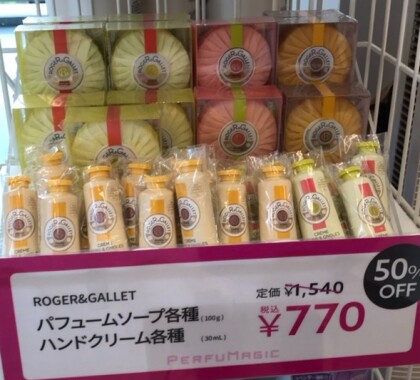 ROGER&GALLET
パフュームソープ各種 (100g)
ハンドクリーム各種 (30mL)
定価 ¥1,540
税込 ¥770
50% OFF
PERFUMAGIC